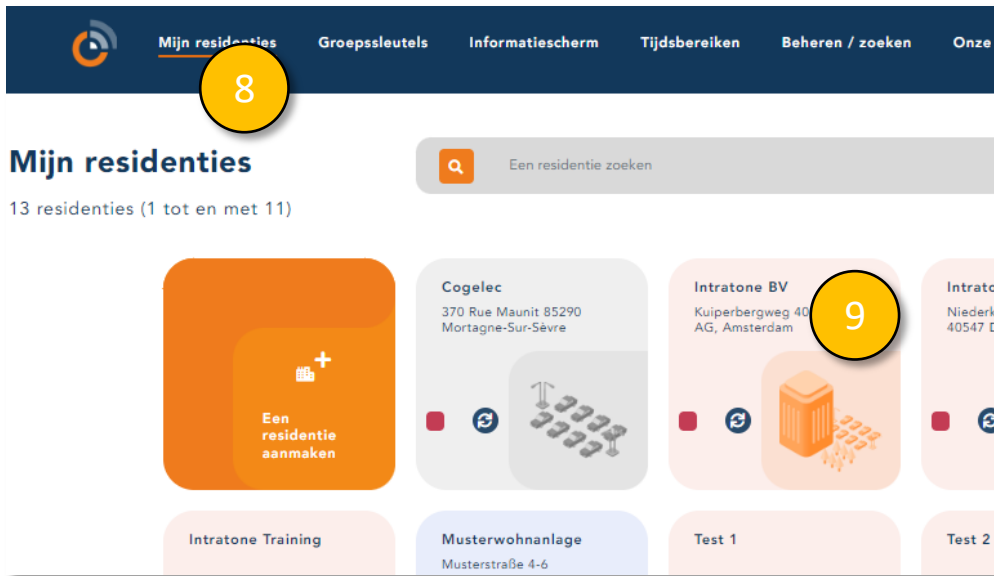 Mijn residenties Groepssleutels Informatiescherm Tijdsbereiken Beheren / zoeken Onze
8
Mijn residenties
Een residentie zoeken
13 residenties (1 tot en met 11)
Cogelec
370 Rue Maunit 85290
Mortagne-Sur-Sèvre
Intratone BV
Kuiperbergweg 40
AG, Amsterdam
9
Een
residentie
aanmaken
Intratone Training
Musterwohnanlage
Musterstraße 4-6
Test 1
Test 2